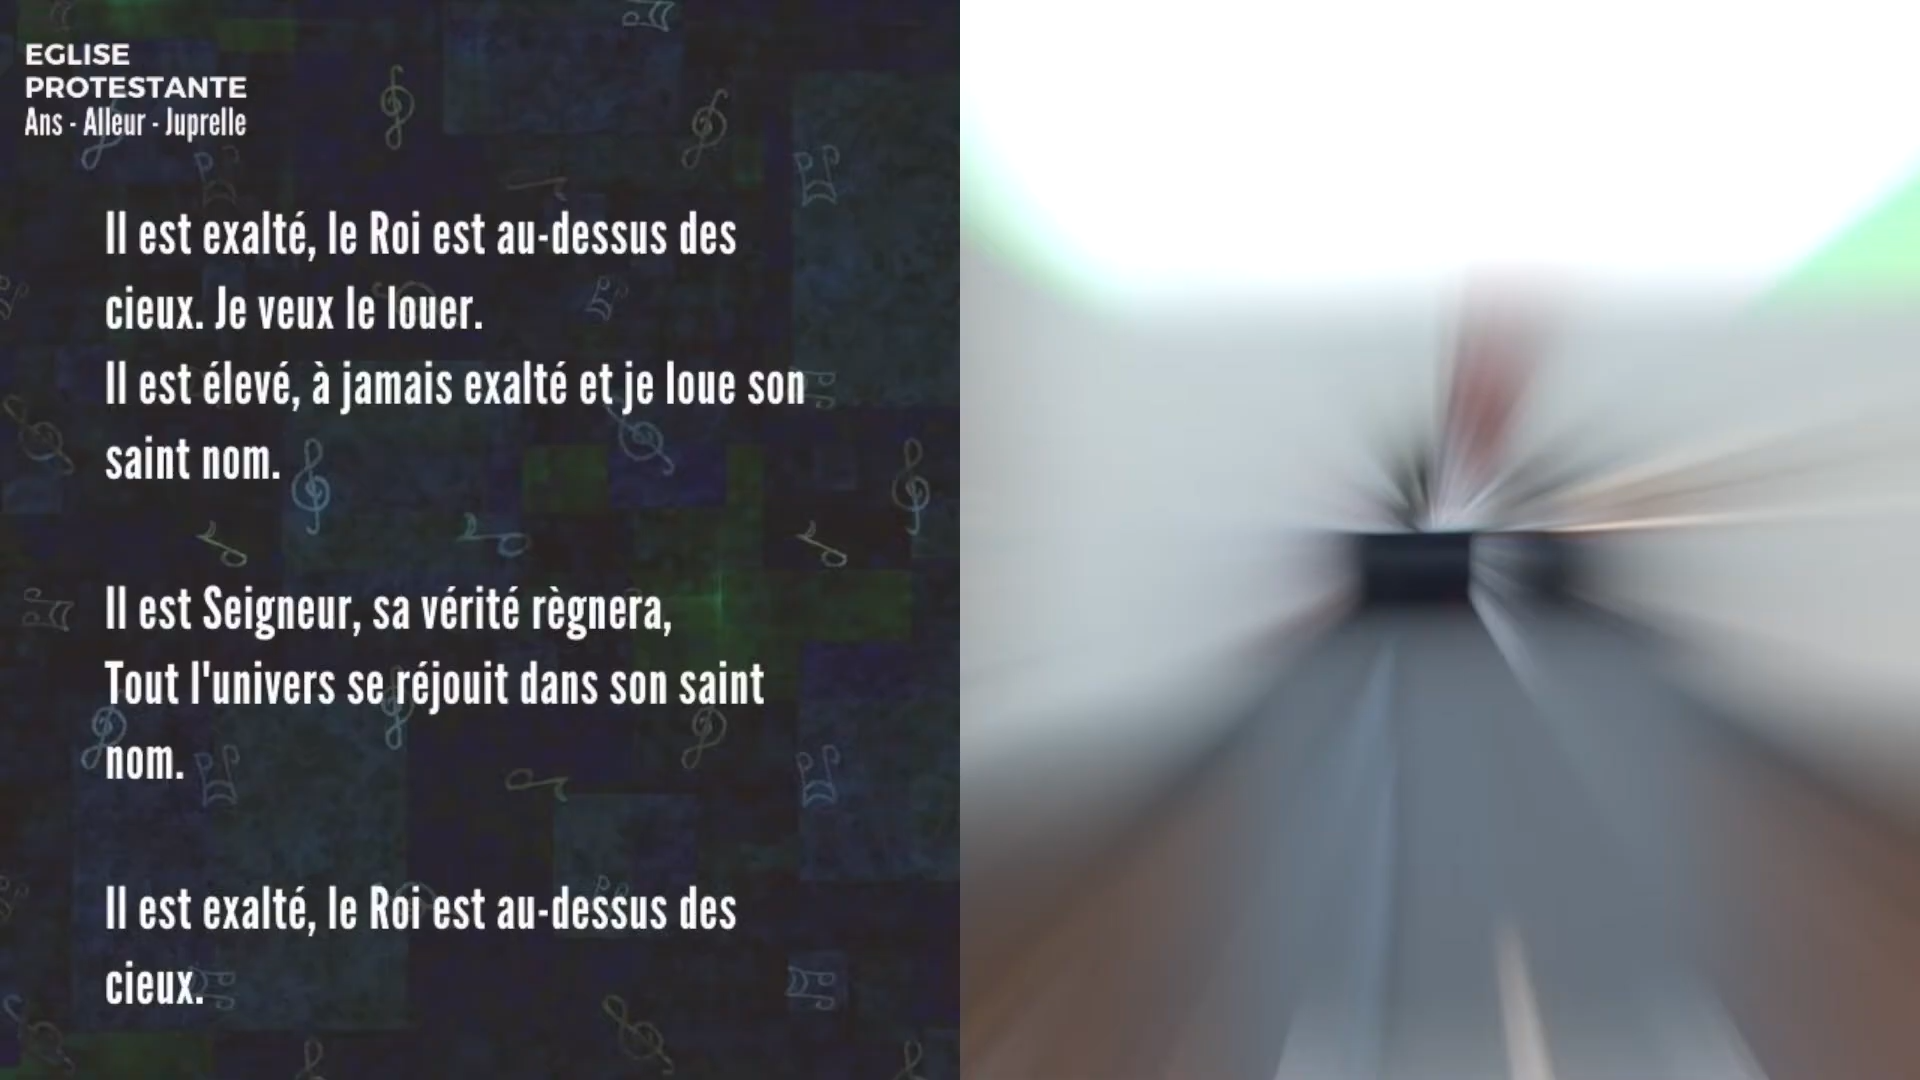 EGLISE
PROTESTANTE
Ans - Alleur - Juprelle
Il est exalté, le Roi est au-dessus des
cieux. Je veux le louer.
Il est élevé, à jamais exalté et je loue son
saint nom.
Il est Seigneur, sa vérité règnera,
Tout l'univers se réjouit dans son saint
nom.
Il est exalté, le Roi est au-dessus des
cieux.